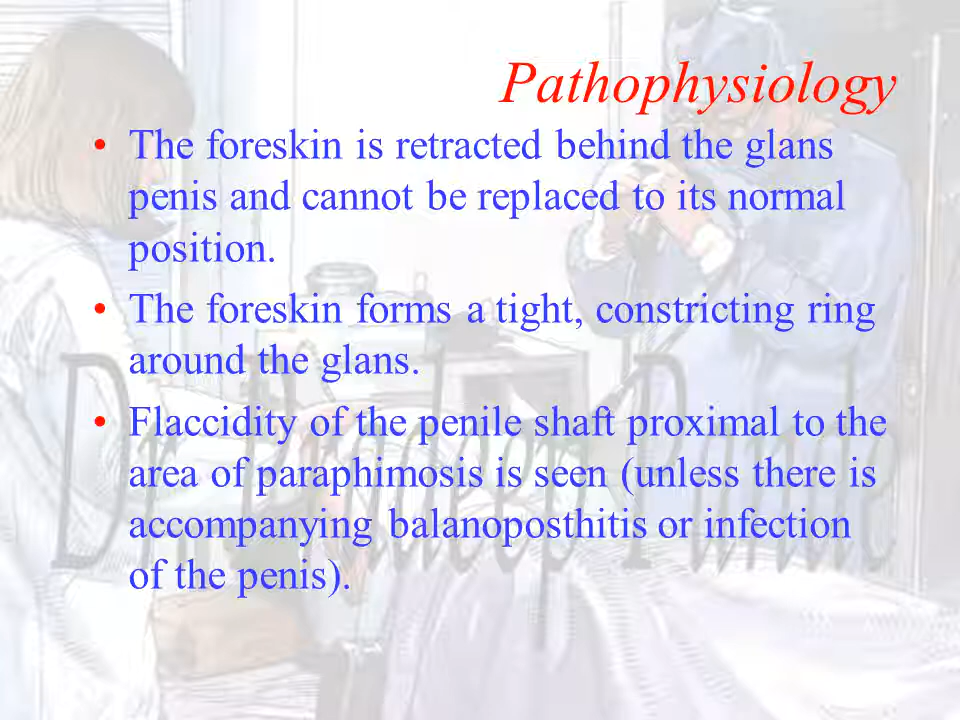 Pathophysiology
• The foreskin is retracted behind the glans
penis and cannot be replaced to its normal
position.
• The foreskin forms a tight, constricting ring
around the glans.
• Flaccidity of the penile shaft proximal to the
area of paraphimosis is seen (unless there is
accompanying balanoposthitis or infection
of the penis).